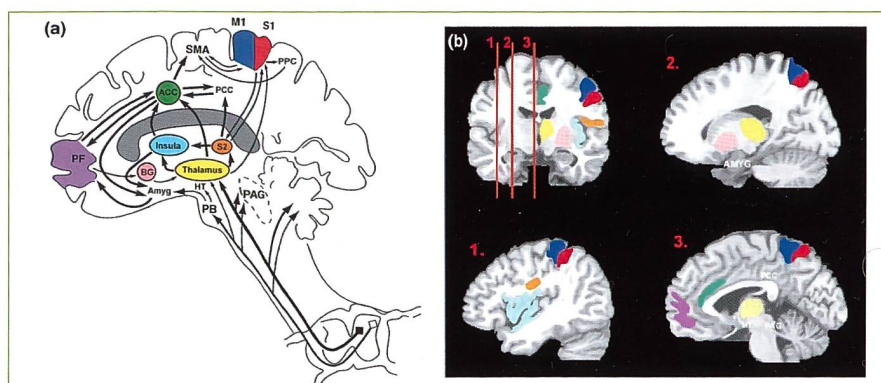 (a)
M1
S1
SMA
PPC
ACC
PCC
Insula
S2
PF
BG
Thalamus
HT
Amyg
PAG
PB
(b)
1
2
3
2.
AMYG
1.
3.
PCC
HT
PAG